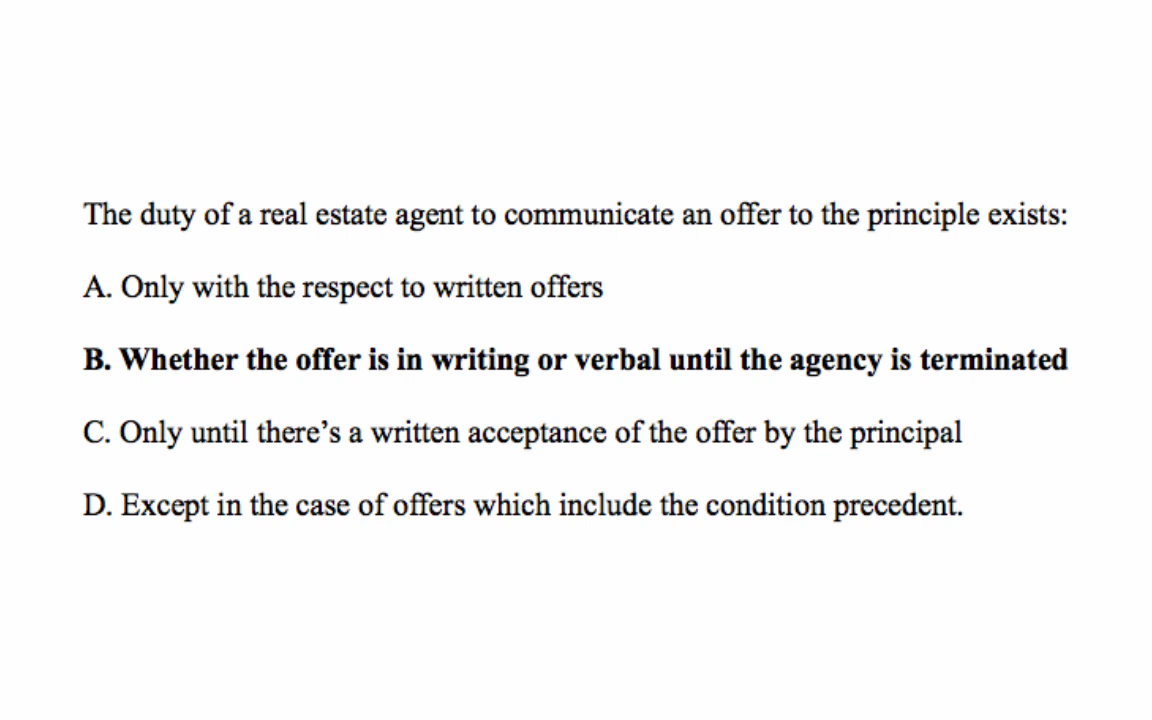 The duty of a real estate agent to communicate an offer to the principle exists:
A. Only with the respect to written offers
B. Whether the offer is in writing or verbal until the agency is terminated
C. Only until there’s a written acceptance of the offer by the principal
D. Except in the case of offers which include the condition precedent.